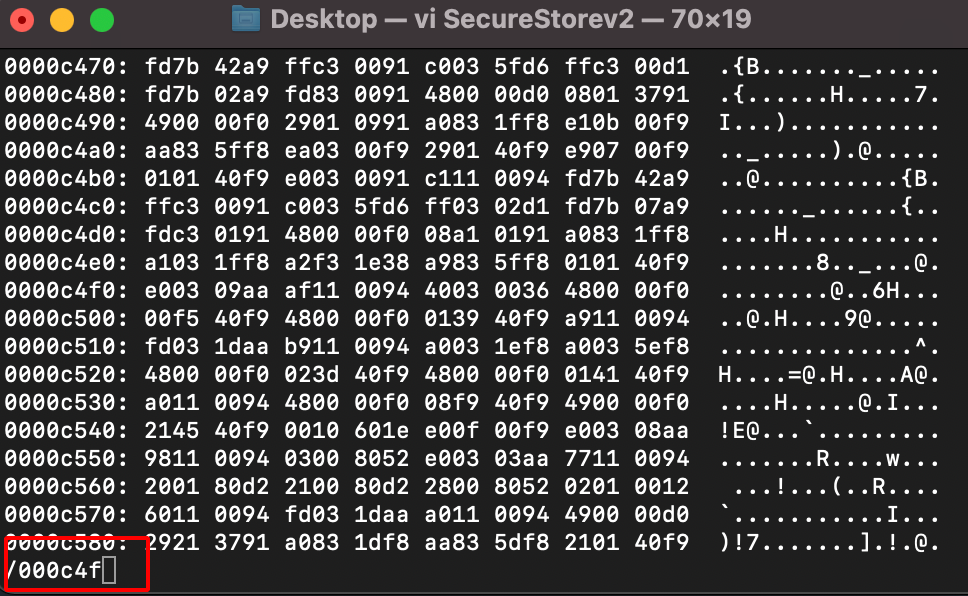 Desktop — vi SecureStorev2 — 70×19
0000c470: fd7b 42a9 ffc3 0091 c003 5fd6 ffc3 00d1  .{B......._.....
0000c480: fd7b 02a9 fd83 0091 4800 00d0 0801 3791  .{......H.....7.
0000c490: 4900 00f0 2901 0991 a083 1ff8 e10b 00f9  I...)...........
0000c4a0: aa83 5ff8 ea03 00f9 2901 40f9 e907 00f9  .._.....).@.....
0000c4b0: 0101 40f9 e003 0091 c111 0094 fd7b 42a9  ..@..........{B.
0000c4c0: ffc3 0091 c003 5fd6 ff03 02d1 fd7b 07a9  ......_......{..
0000c4d0: fdc3 0191 4800 00f0 08a1 0191 a083 1ff8  ....H...........
0000c4e0: a103 1ff8 a2f3 1e38 a983 5ff8 0101 40f9  .......8.._...@.
0000c4f0: e003 09aa af11 0094 4003 0036 4800 00f0  ........@..6H...
0000c500: 00f5 40f9 4800 00f0 0139 40f9 a911 0094  ..@.H....9@.....
0000c510: fd03 1daa b911 0094 a003 1ef8 a003 5ef8  ..............^.
0000c520: 4800 00f0 023d 40f9 4800 00f0 0141 40f9  H....=@.H....A@.
0000c530: a011 0094 4800 00f0 08f9 40f9 4900 00f0  ....H.....@.I...
0000c540: 2145 40f9 0010 601e e00f 00f9 e003 08aa  !E@...`.........
0000c550: 9811 0094 0300 8052 e003 03aa 7711 0094  .......R....w...
0000c560: 2001 80d2 2100 80d2 2800 8052 0201 0012   ...!...(..R....
0000c570: 6011 0094 fd03 1daa a011 0094 4900 00d0  `...........I...
0000c580: 2921 3791 a083 1df8 aa83 5df8 2101 40f9  )!7.......].!.@.
/000c4f